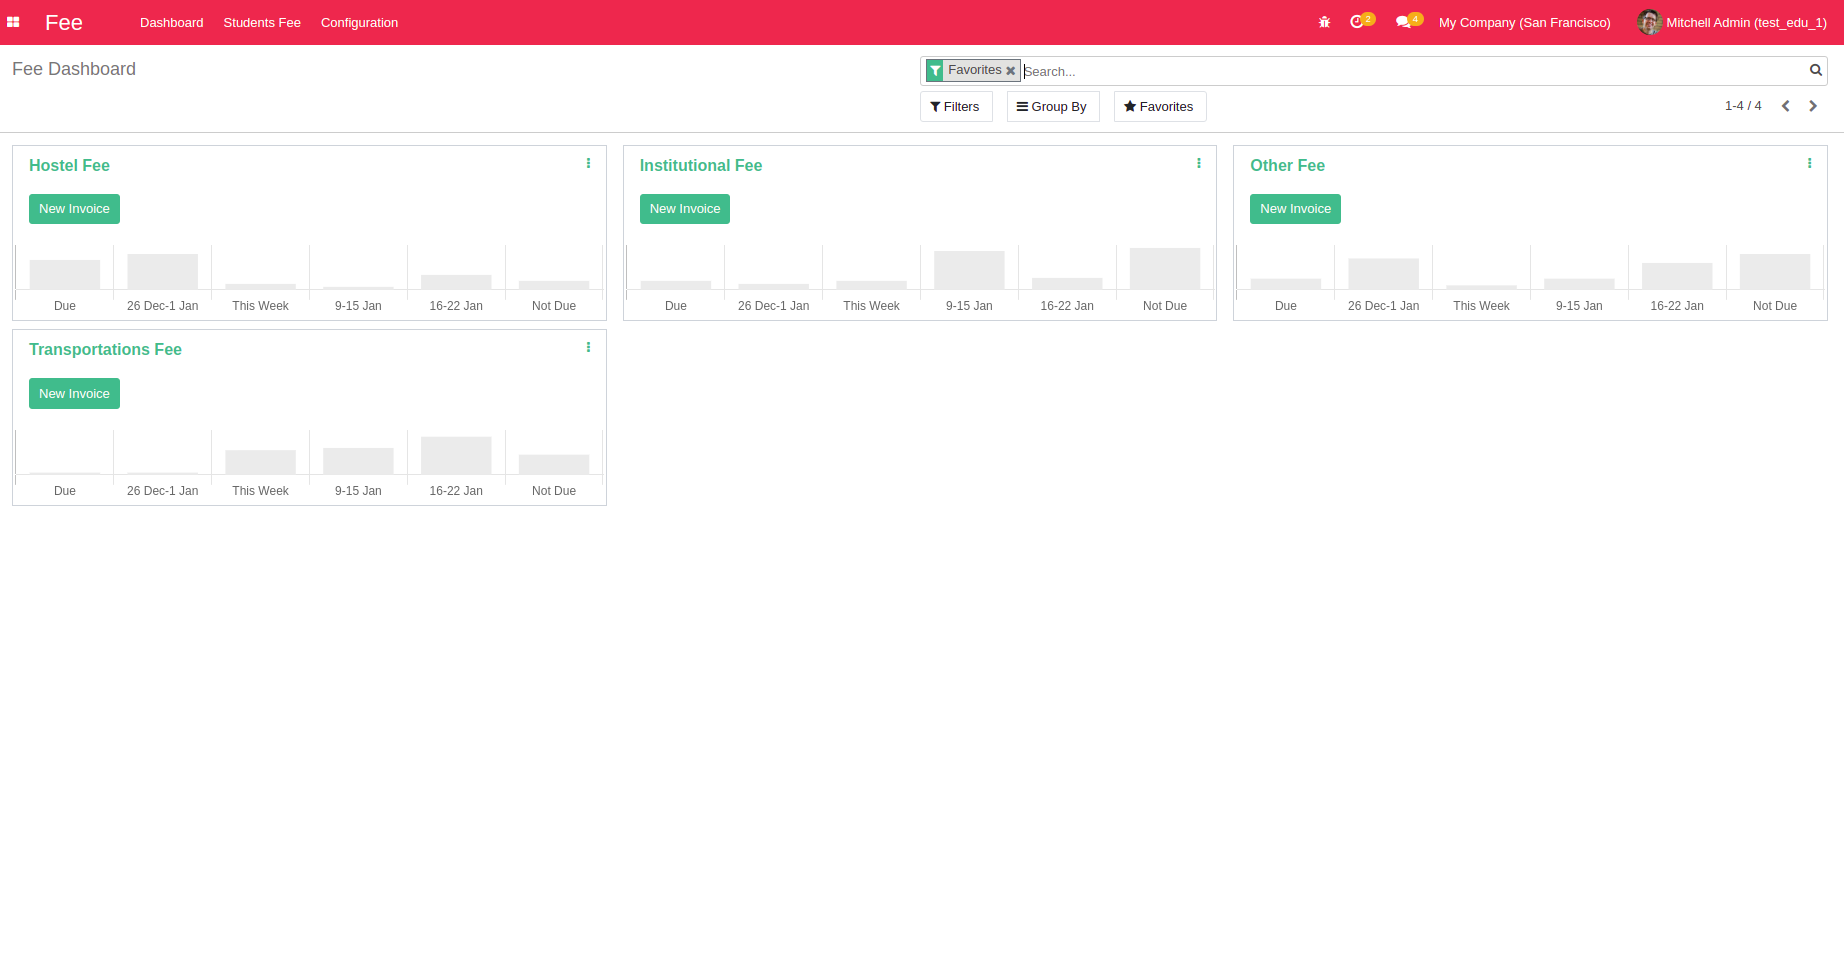 Fee Dashboard Students Fee Configuration 2 4 My Company (San Francisco) Mitchell Admin (test_edu_1)
Fee Dashboard Favorites Search...
Filters Group By Favorites 1-4 / 4
Hostel Fee
New Invoice
Due 26 Dec-1 Jan This Week 9-15 Jan 16-22 Jan Not Due
Institutional Fee
New Invoice
Due 26 Dec-1 Jan This Week 9-15 Jan 16-22 Jan Not Due
Other Fee
New Invoice
Due 26 Dec-1 Jan This Week 9-15 Jan 16-22 Jan Not Due
Transportations Fee
New Invoice
Due 26 Dec-1 Jan This Week 9-15 Jan 16-22 Jan Not Due